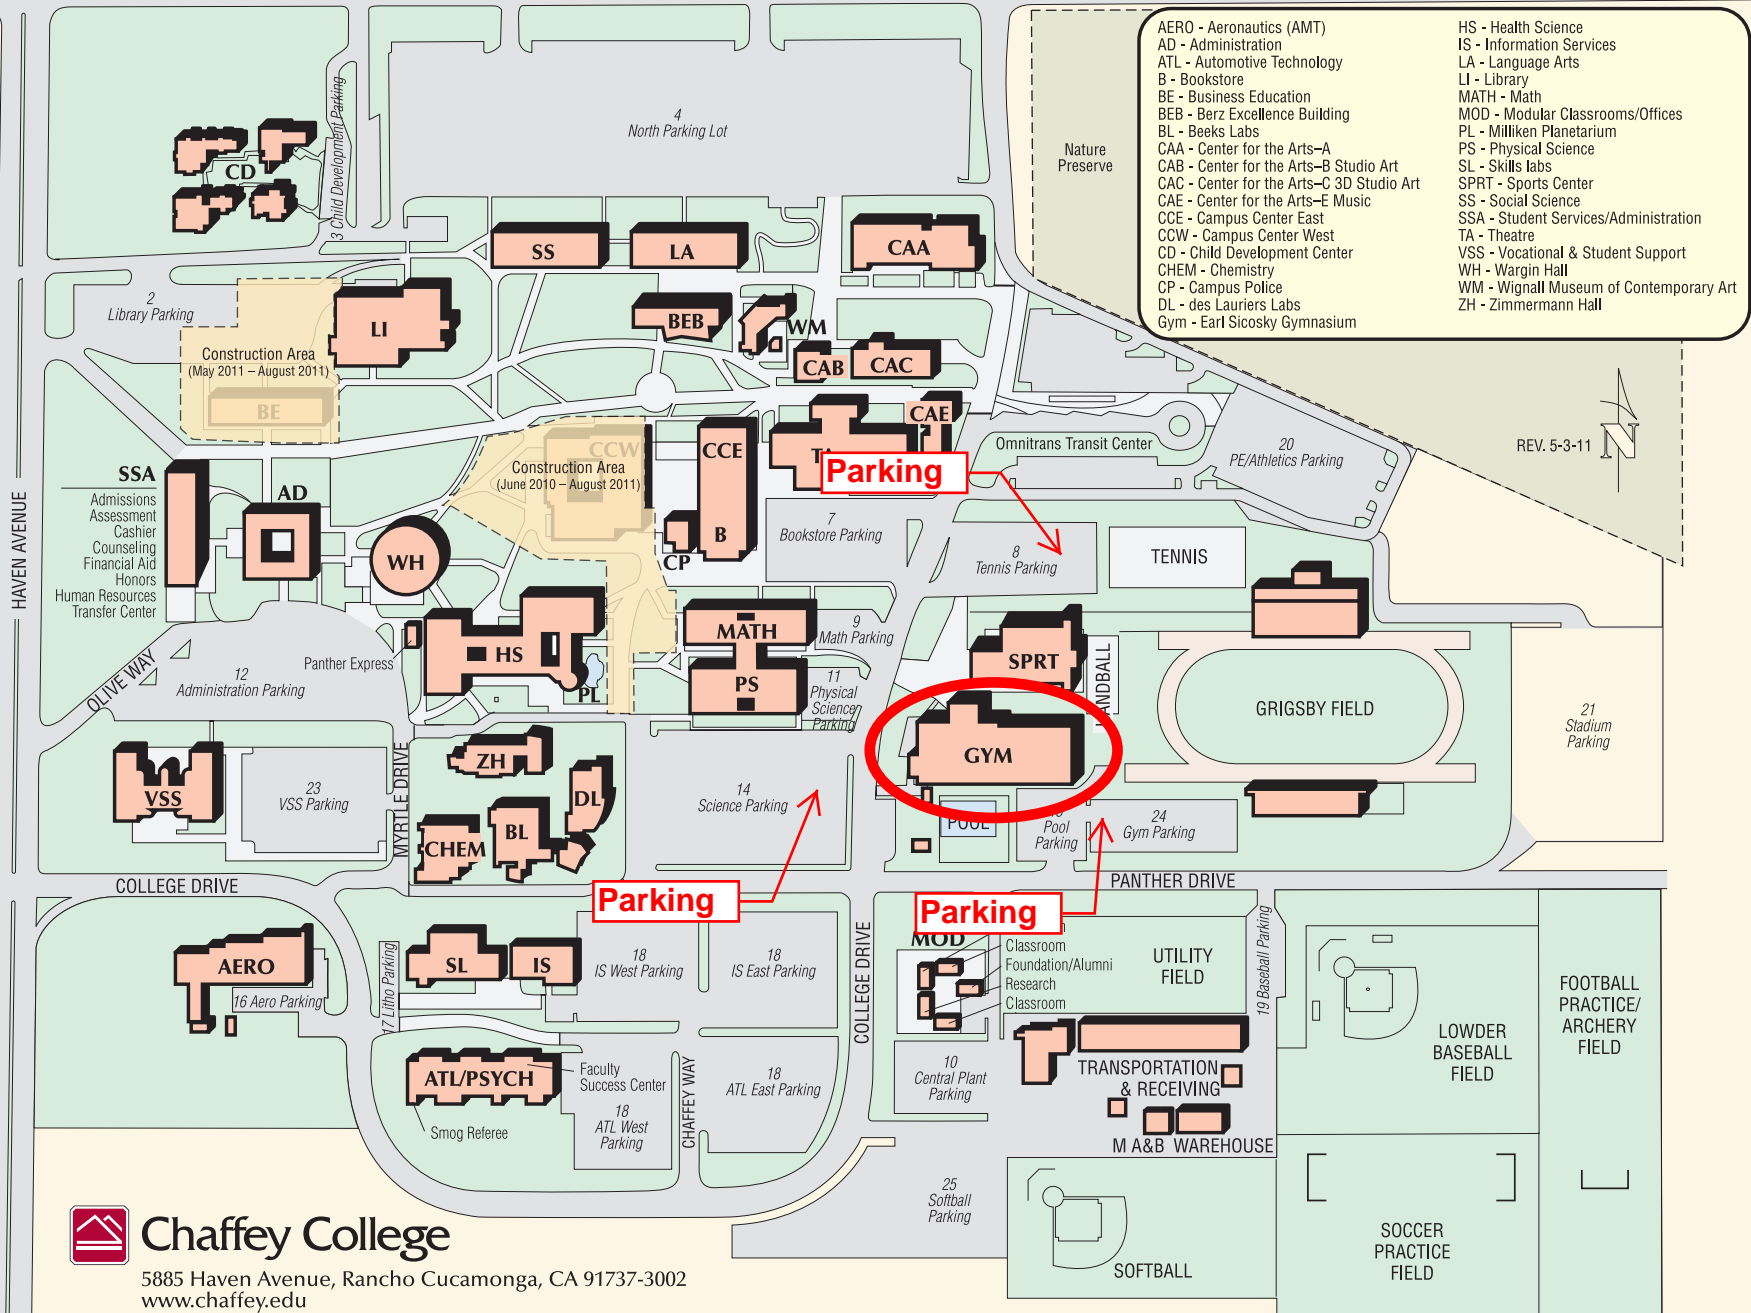 AERO - Aeronautics (AMT)
AD - Administration
ATL - Automotive Technology
B - Bookstore
BE - Business Education
BEB - Berz Excellence Building
BL - Beeks Labs
CAA - Center for the Arts–A
CAB - Center for the Arts–B Studio Art
CAC - Center for the Arts–C 3D Studio Art
CAE - Center for the Arts–E Music
CCE - Campus Center East
CCW - Campus Center West
CD - Child Development Center
CHEM - Chemistry
CP - Campus Police
DL - des Lauriers Labs
Gym - Earl Sicosky Gymnasium
HS - Health Science
IS - Information Services
LA - Language Arts
LI - Library
MATH - Math
MOD - Modular Classrooms/Offices
PL - Milliken Planetarium
PS - Physical Science
SL - Skills labs
SPRT - Sports Center
SS - Social Science
SSA - Student Services/Administration
TA - Theatre
VSS - Vocational & Student Support
WH - Wargin Hall
WM - Wignall Museum of Contemporary Art
ZH - Zimmermann Hall
4
North Parking Lot
Nature
Preserve
3 Child Development Parking
CD
SS
LA
CAA
2
Library Parking
LI
BEB
WM
CAB
CAC
Construction Area
(May 2011 – August 2011)
BE
CAE
CCW
CCE
Construction Area
(June 2010 – August 2011)
Omnitrans Transit Center
20
PE/Athletics Parking
REV. 5-3-11
N
Parking
SSA
Admissions
Assessment
Cashier
Counseling
Financial Aid
Honors
Human Resources
Transfer Center
AD
HAVEN AVENUE
WH
B
CP
7
Bookstore Parking
8
Tennis Parking
TENNIS
MATH
9
Math Parking
HS
Panther Express
PL
PS
11
Physical
Science
Parking
SPRT
OLIVE WAY
12
Administration Parking
GRIGSBY FIELD
21
Stadium
Parking
GYM
VSS
23
VSS Parking
MYRTLE DRIVE
ZH
DL
BL
CHEM
14
Science Parking
POOL
Pool
Parking
24
Gym Parking
COLLEGE DRIVE
PANTHER DRIVE
Parking
Parking
AERO
16 Aero Parking
17 Litho Parking
SL
IS
18
IS West Parking
18
IS East Parking
COLLEGE DRIVE
MOD
Classroom
Foundation/Alumni
Research
Classroom
UTILITY
FIELD
19 Baseball Parking
LOWDER
BASEBALL
FIELD
FOOTBALL
PRACTICE/
ARCHERY
FIELD
ATL/PSYCH
Faculty
Success Center
Smog Referee
18
ATL West
Parking
CHAFFEY WAY
18
ATL East Parking
10
Central Plant
Parking
TRANSPORTATION
& RECEIVING
M A&B WAREHOUSE
25
Softball
Parking
SOFTBALL
SOCCER
PRACTICE
FIELD
Chaffey College
5885 Haven Avenue, Rancho Cucamonga, CA 91737-3002
www.chaffey.edu